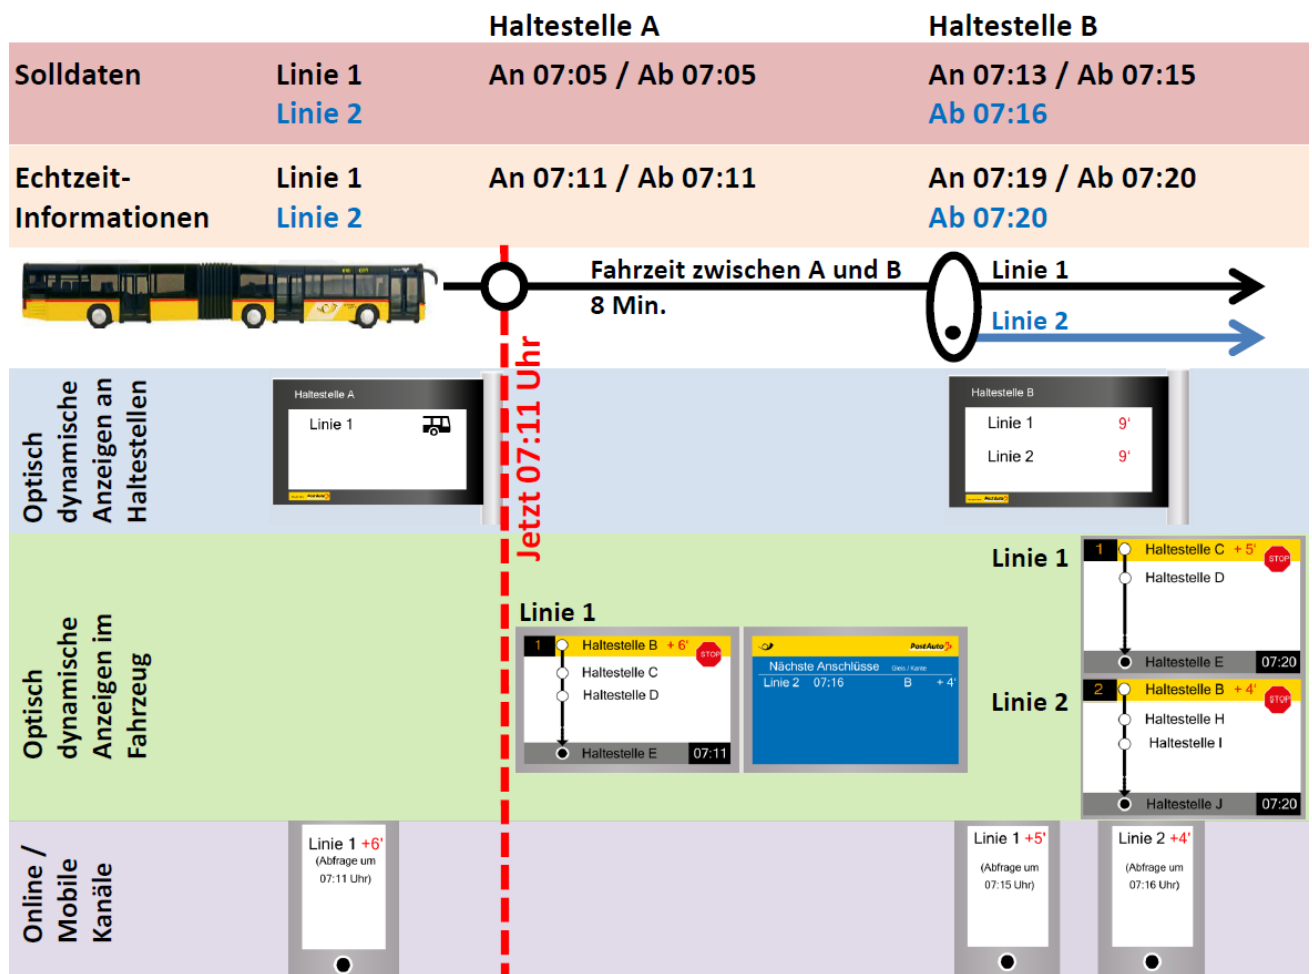 Haltestelle A
Haltestelle B
Solldaten
Linie 1
An 07:05 / Ab 07:05
An 07:13 / Ab 07:15
Linie 2
Ab 07:16
Echtzeit-
Linie 1
An 07:11 / Ab 07:11
An 07:19 / Ab 07:20
Informationen
Linie 2
Ab 07:20
Fahrzeit zwischen A und B
8 Min.
Linie 1
Linie 2
Jetzt 07:11 Uhr
Optisch
dynamische
Anzeigen an
Haltestellen
Haltestelle A
Linie 1
PostAuto
Haltestelle B
Linie 1 9'
Linie 2 9'
PostAuto
Optisch
dynamische
Anzeigen im
Fahrzeug
Linie 1
1 Haltestelle B + 6' STOP
Haltestelle C
Haltestelle D
Haltestelle E 07:11
PostAuto
Nächste Anschlüsse Gleis / Kante
Linie 2 07:16 B + 4'
Linie 1
1 Haltestelle C + 5' STOP
Haltestelle D
Haltestelle E 07:20
Linie 2
2 Haltestelle B + 4' STOP
Haltestelle H
Haltestelle I
Haltestelle J 07:20
Online /
Mobile
Kanäle
Linie 1 +6'
(Abfrage um
07:11 Uhr)
Linie 1 +5'
(Abfrage um
07:15 Uhr)
Linie 2 +4'
(Abfrage um
07:16 Uhr)